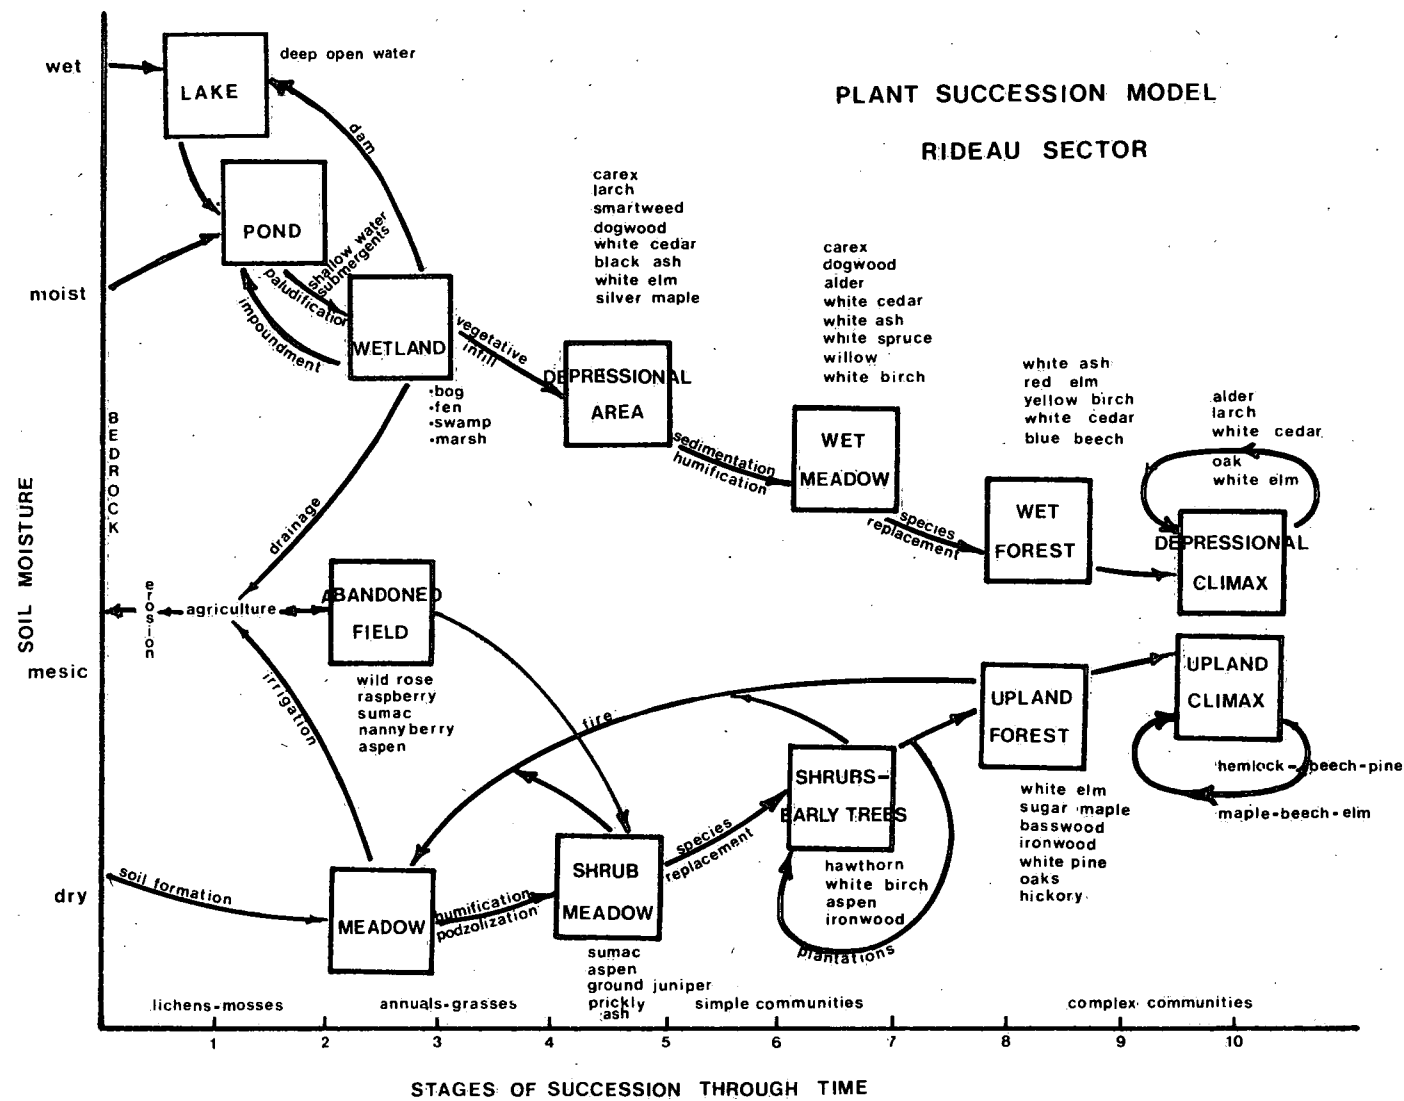 PLANT SUCCESSION MODEL
RIDEAU SECTOR
SOIL MOISTURE
wet
moist
mesic
dry
BEDROCK
LAKE
deep open water
dam
POND
shallow water
submergents
paludification
impoundment
WETLAND
•bog
•fen
•swamp
•marsh
vegetative
infill
carex
larch
smartweed
dogwood
white cedar
black ash
white elm
silver maple
DEPRESSIONAL
AREA
sedimentation
humification
carex
dogwood
alder
white cedar
white ash
white spruce
willow
white birch
WET
MEADOW
species
replacement
white ash
red elm
yellow birch
white cedar
blue beech
WET
FOREST
alder
larch
white cedar
oak
white elm
DEPRESSIONAL
CLIMAX
drainage
erosion
agriculture
irrigation
ABANDONED
FIELD
wild rose
raspberry
sumac
nannyberry
aspen
fire
soil formation
MEADOW
humification
podzolization
SHRUB
MEADOW
sumac
aspen
ground juniper
prickly
ash
species
replacement
SHRUBS-
EARLY TREES
hawthorn
white birch
aspen
ironwood
plantations
UPLAND
FOREST
white elm
sugar maple
basswood
ironwood
white pine
oaks
hickory
UPLAND
CLIMAX
hemlock-beech-pine
maple-beech-elm
lichens-mosses
annuals-grasses
simple communities
complex communities
1 2 3 4 5 6 7 8 9 10
STAGES OF SUCCESSION THROUGH TIME